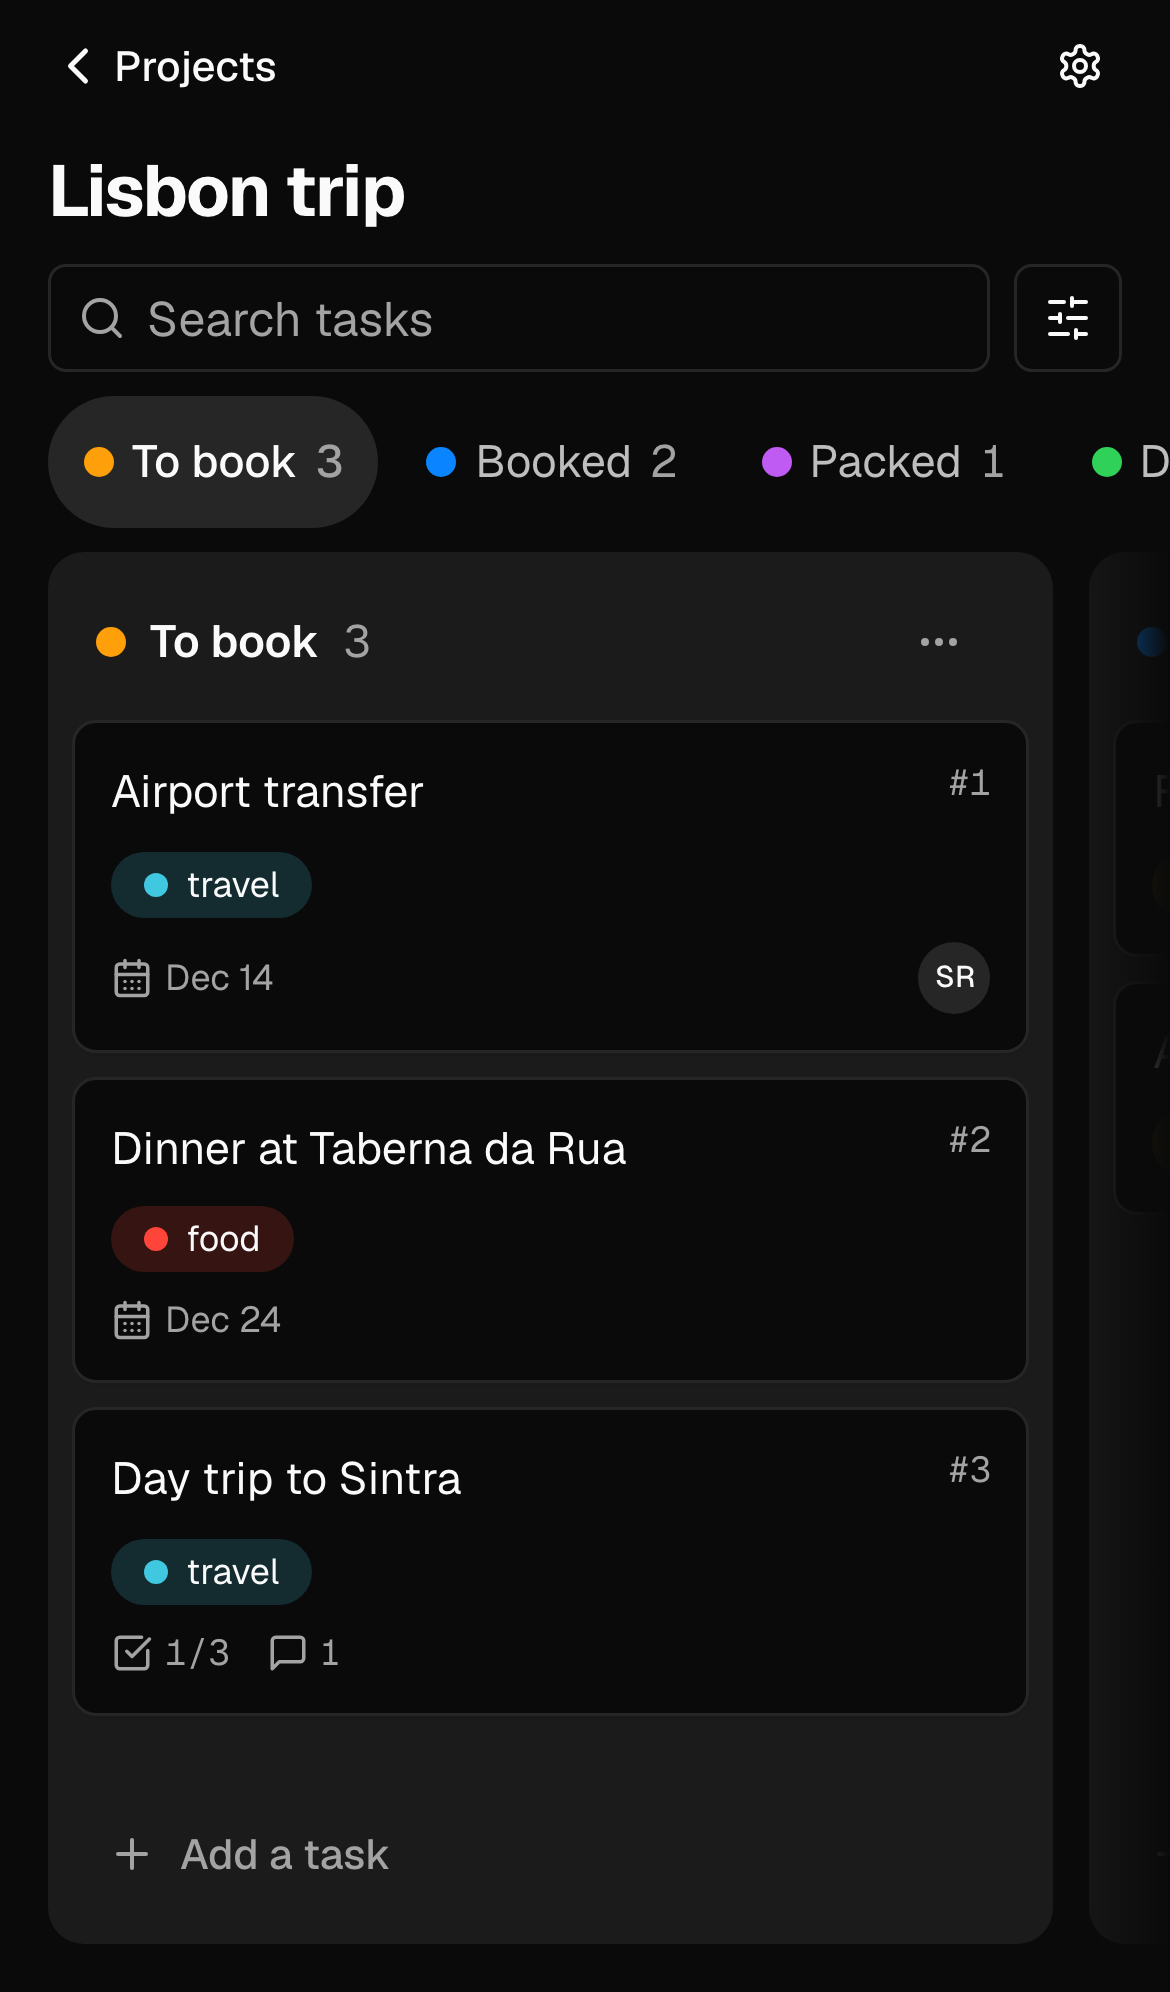 Projects
Lisbon trip
Search tasks
To book 3 Booked 2 Packed 1
To book 3
Airport transfer #1
travel
Dec 14 SR
Dinner at Taberna da Rua #2
food
Dec 24
Day trip to Sintra #3
travel
1/3 1
Add a task